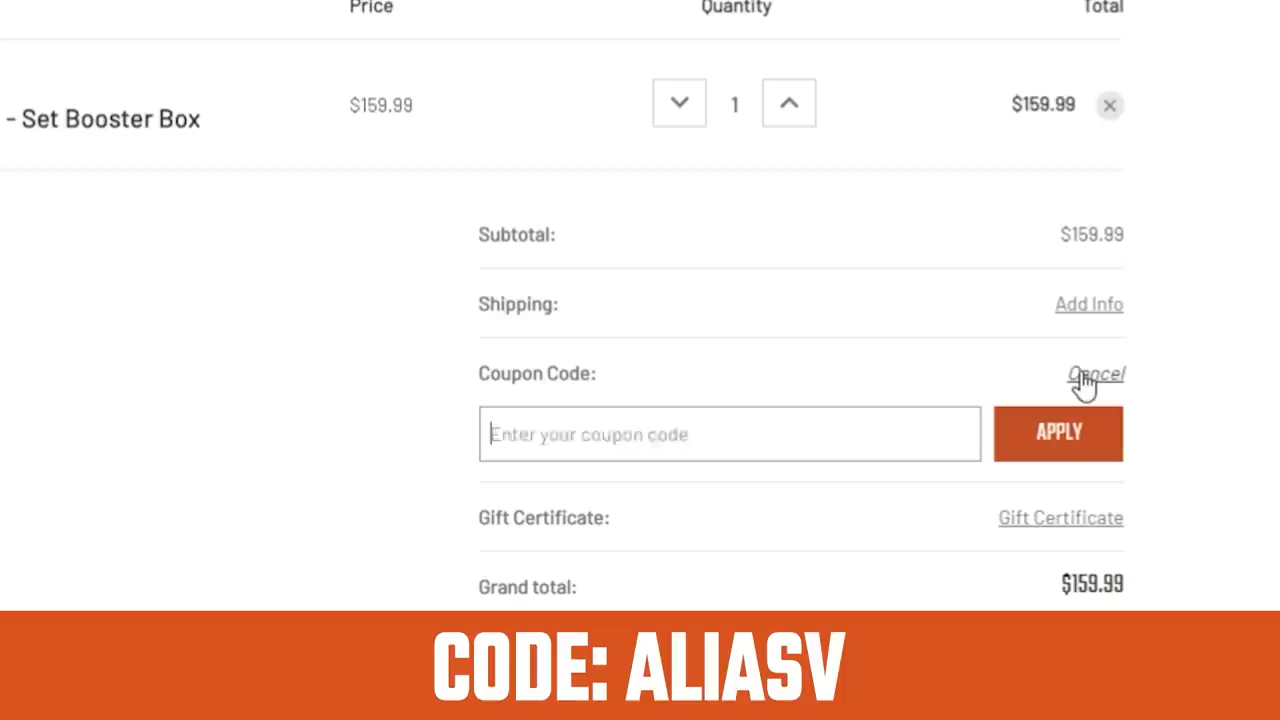 Price Quantity Total
- Set Booster Box $159.99 1 $159.99
Subtotal: $159.99
Shipping: Add Info
Coupon Code: Cancel
Enter your coupon code APPLY
Gift Certificate: Gift Certificate
Grand total: $159.99
CODE: ALIASV